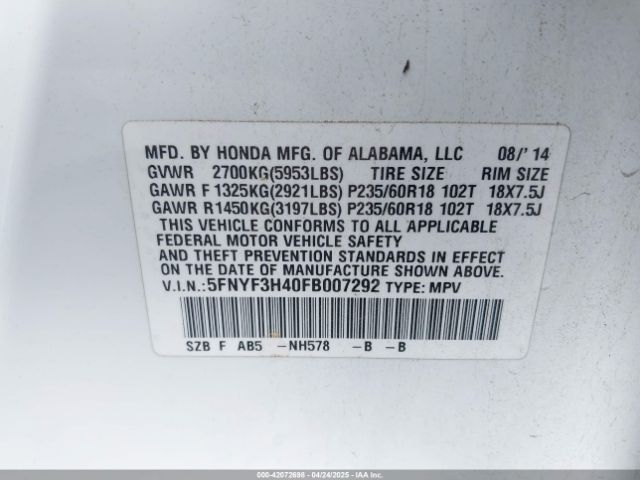 MFD. BY HONDA MFG. OF ALABAMA, LLC 08/' 14
GVWR 2700KG(5953LBS) TIRE SIZE RIM SIZE
GAWR F 1325KG(2921LBS) P235/60R18 102T 18X7.5J
GAWR R1450KG(3197LBS) P235/60R18 102T 18X7.5J
THIS VEHICLE CONFORMS TO ALL APPLICABLE
FEDERAL MOTOR VEHICLE SAFETY
AND THEFT PREVENTION STANDARDS IN EFFECT
ON THE DATE OF MANUFACTURE SHOWN ABOVE.
V.I.N.:5FNYF3H40FB007292 TYPE: MPV
SZB F AB5 -NH578 -B -B
000-42072698 - 04/24/2025 - IAAI.COM